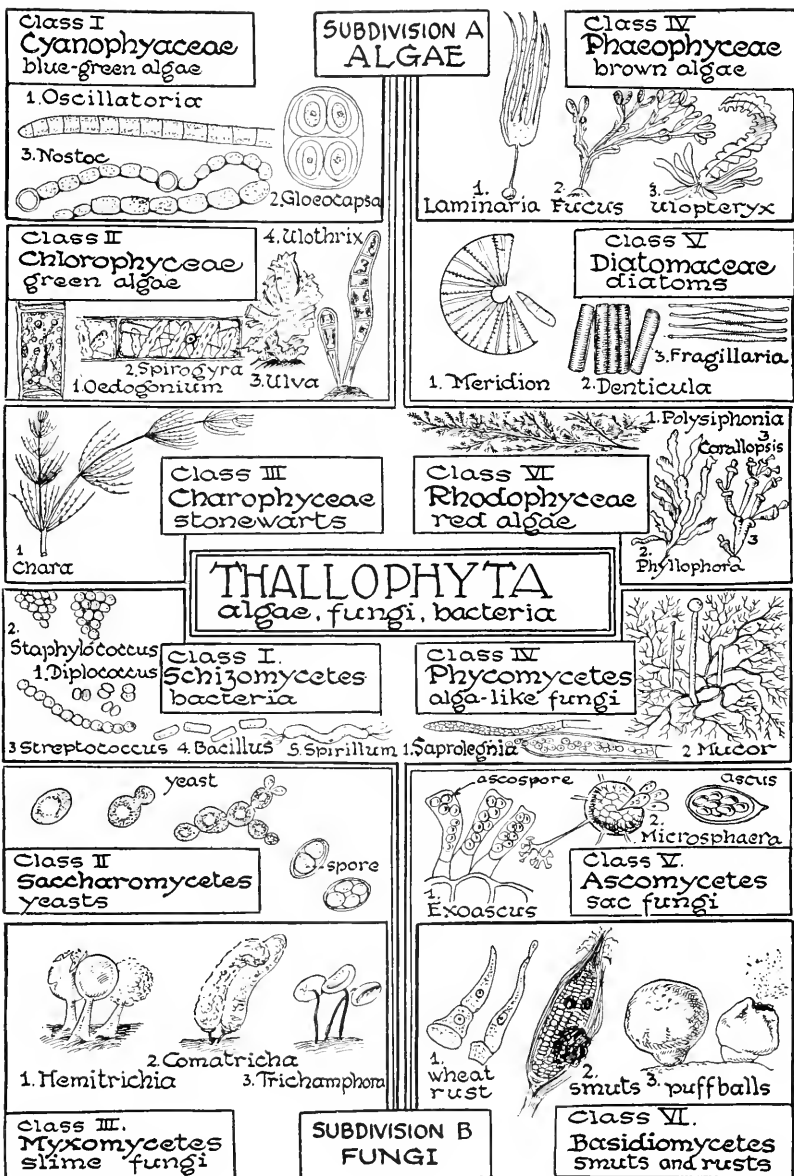 Class I
Cyanophyaceae
blue-green algae
1. Oscillatoria
3. Nostoc
2. Gloeocapsa
SUBDIVISION A
ALGAE
Class IV
Phaeophyceae
brown algae
1.
Laminaria
2.
Fucus
3.
Ulopteryx
Class II
Chlorophyceae
green algae
4. Ulothrix
2. Spirogyra
1. Oedogonium
3. Ulva
Class V
Diatomaceae
diatoms
1. Meridion
2. Denticula
3. Fragillaria
Class III
Charophyceae
stonewarts
1
Chara
Class VI
Rhodophyceae
red algae
1. Polysiphonia
3
Corallopsis
3
2.
Phyllophora
THALLOPHYTA
algae, fungi, bacteria
2.
Staphylococcus
1. Diplococcus
Class I.
Schizomycetes
bacteria
3 Streptococcus
4. Bacillus
5. Spirillum
Class IV
Phycomycetes
alga-like fungi
1. Saprolegnia
2 Mucor
yeast
Class II
Saccharomycetes
yeasts
spore
ascospore
ascus
2.
Microsphaera
1.
Exoascus
Class V.
Ascomycetes
sac fungi
2. Comatricha
1. Hemitrichia
3. Trichamphora
Class III.
Myxomycetes
slime fungi
SUBDIVISION B
FUNGI
1.
wheat
rust
2.
smuts
3. puffballs
Class VI.
Basidiomycetes
smuts and rusts